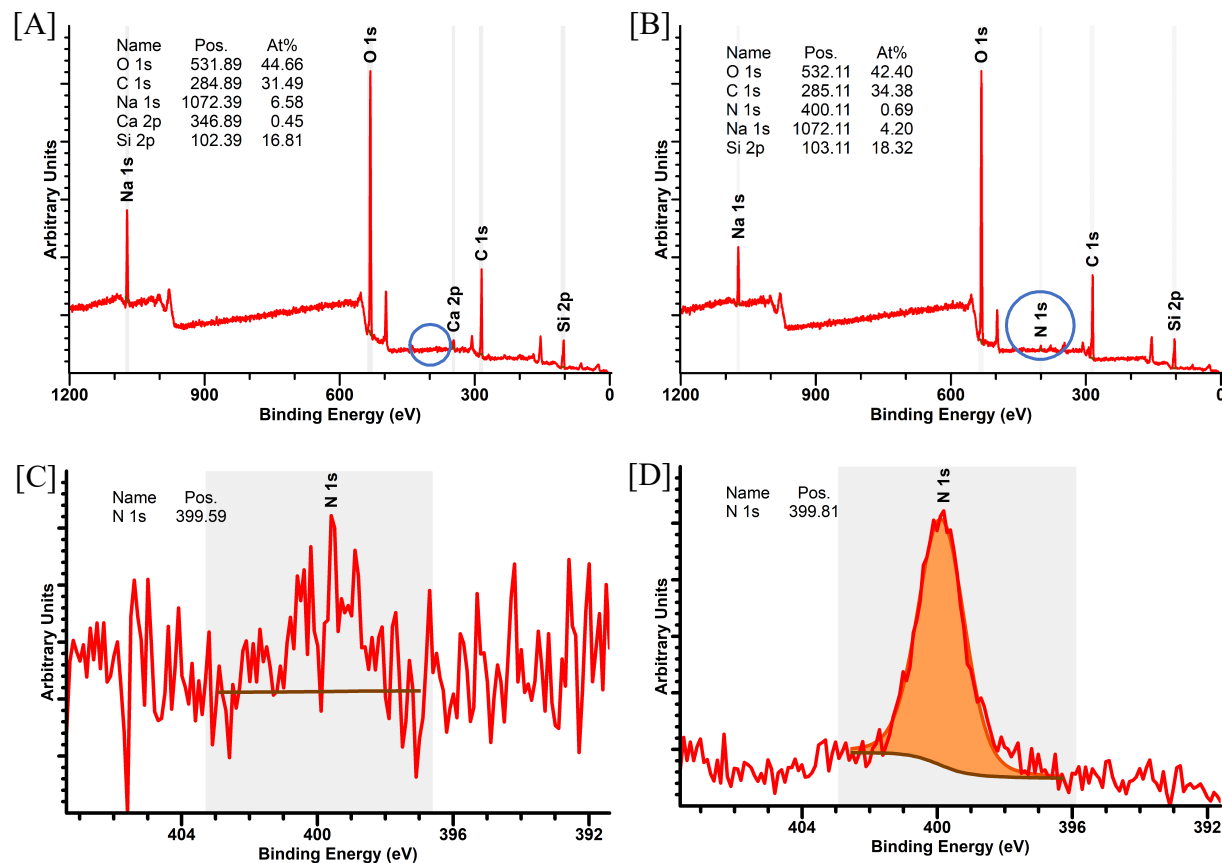 [A]
Name Pos. At%
O 1s 531.89 44.66
C 1s 284.89 31.49
Na 1s 1072.39 6.58
Ca 2p 346.89 0.45
Si 2p 102.39 16.81
Na 1s
O 1s
Ca 2p
C 1s
Si 2p
Arbitrary Units
1200 900 600 300 0
Binding Energy (eV)
[B]
Name Pos. At%
O 1s 532.11 42.40
C 1s 285.11 34.38
N 1s 400.11 0.69
Na 1s 1072.11 4.20
Si 2p 103.11 18.32
Na 1s
O 1s
N 1s
C 1s
Si 2p
Arbitrary Units
1200 900 600 300 0
Binding Energy (eV)
[C]
Name Pos.
N 1s 399.59
N 1s
Arbitrary Units
404 400 396 392
Binding Energy (eV)
[D]
Name Pos.
N 1s 399.81
N 1s
Arbitrary Units
404 400 396 392
Binding Energy (eV)